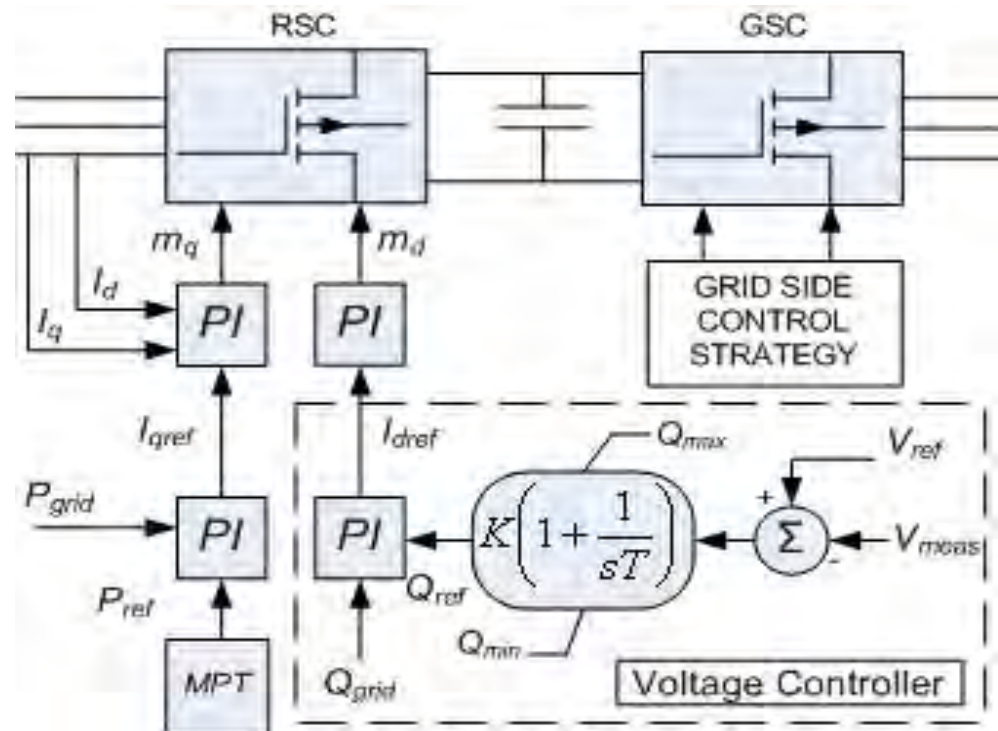 RSC
GSC
m_q
m_d
I_d
I_q
PI
PI
GRID SIDE
CONTROL
STRATEGY
I_qref
I_dref
Q_max
V_ref
P_grid
PI
PI
K(1 + 1/sT)
+
Σ
-
V_meas
P_ref
Q_ref
Q_min
MPT
Q_grid
Voltage Controller